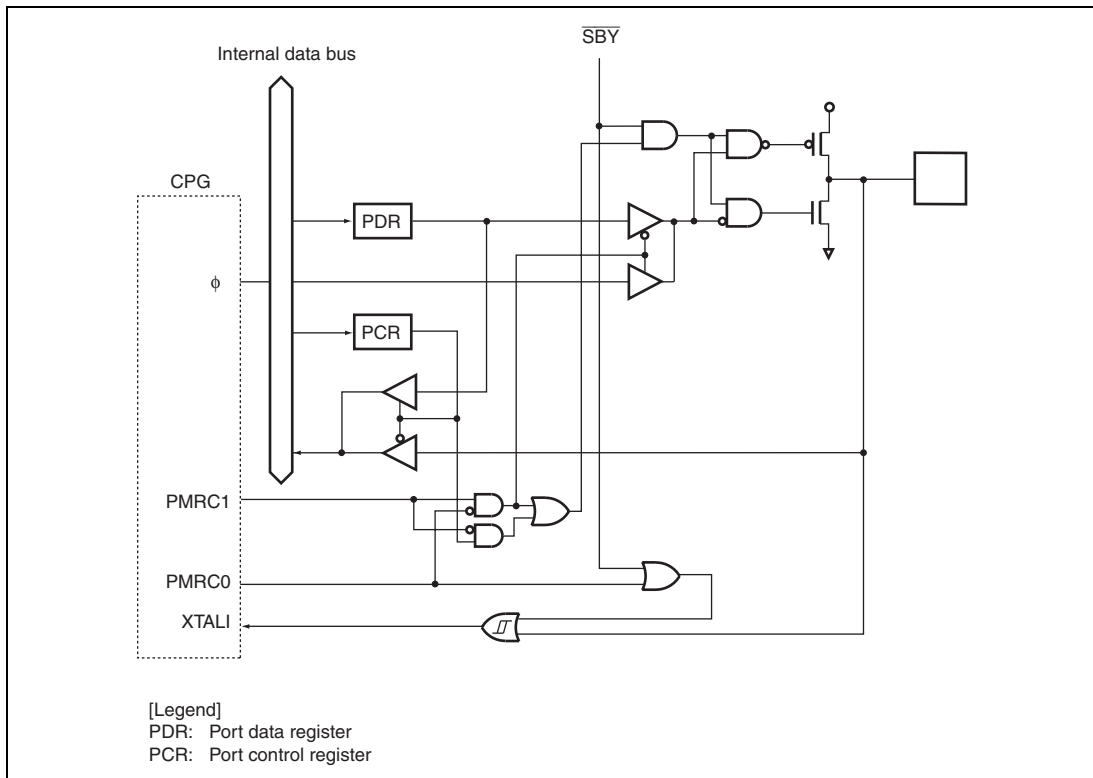 SBY
Internal data bus
CPG
PDR
ϕ
PCR
PMRC1
PMRC0
XTALI
[Legend]
PDR: Port data register
PCR: Port control register